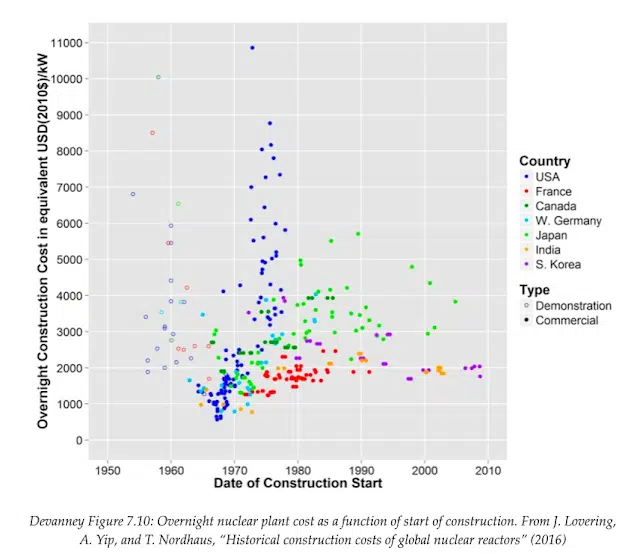 Overnight Construction Cost in equivalent USD(2010$)/kW
11000
10000
9000
8000
7000
6000
5000
4000
3000
2000
1000
0
1950
1960
1970
1980
1990
2000
2010
Date of Construction Start
Country
USA
France
Canada
W. Germany
Japan
India
S. Korea
Type
Demonstration
Commercial
Devanney Figure 7.10: Overnight nuclear plant cost as a function of start of construction. From J. Lovering,
A. Yip, and T. Nordhaus, “Historical construction costs of global nuclear reactors” (2016)